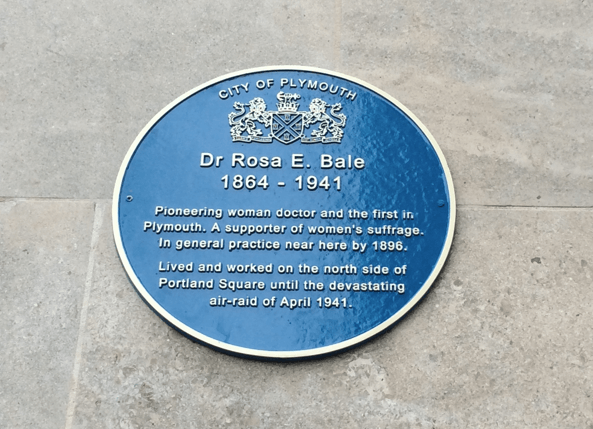 CITY OF PLYMOUTH
Dr Rosa E. Bale
1864 - 1941
Pioneering woman doctor and the first in
Plymouth. A supporter of women's suffrage.
In general practice near here by 1896.
Lived and worked on the north side of
Portland Square until the devastating
air-raid of April 1941.